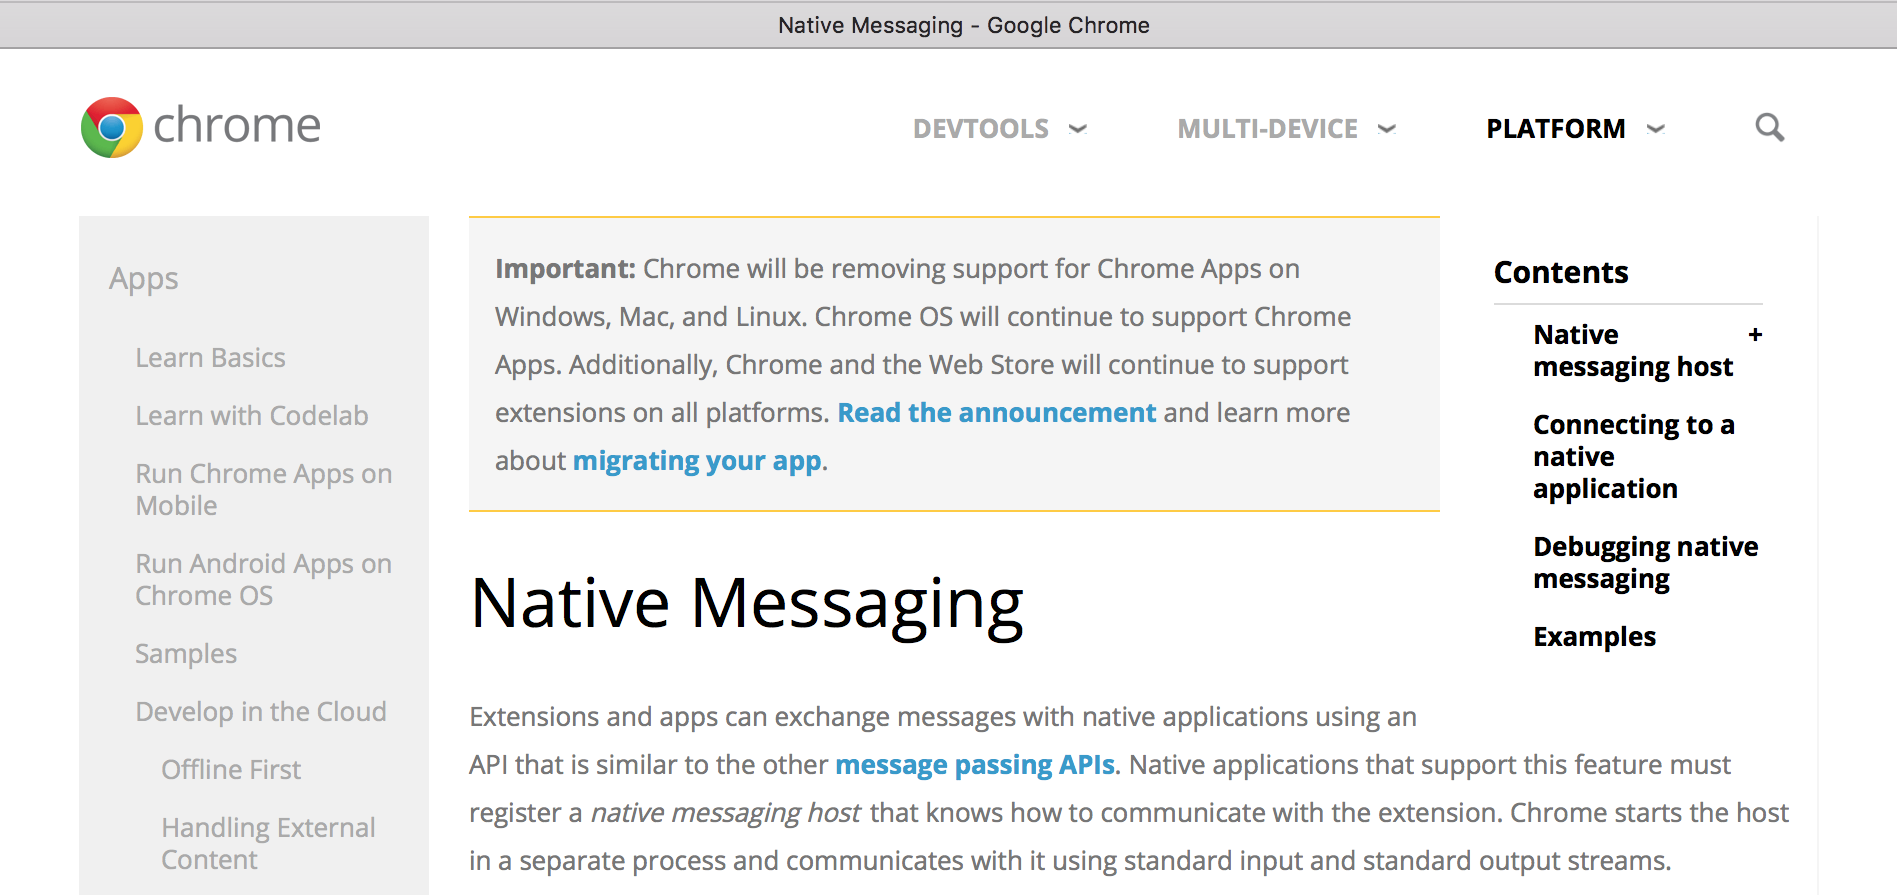 Native Messaging - Google Chrome
chrome
DEVTOOLS
MULTI-DEVICE
PLATFORM
Apps
Learn Basics
Learn with Codelab
Run Chrome Apps on
Mobile
Run Android Apps on
Chrome OS
Samples
Develop in the Cloud
Offline First
Handling External
Content
Important: Chrome will be removing support for Chrome Apps on
Windows, Mac, and Linux. Chrome OS will continue to support Chrome
Apps. Additionally, Chrome and the Web Store will continue to support
extensions on all platforms. Read the announcement and learn more
about migrating your app.
Native Messaging
Extensions and apps can exchange messages with native applications using an
API that is similar to the other message passing APIs. Native applications that support this feature must
register a native messaging host that knows how to communicate with the extension. Chrome starts the host
in a separate process and communicates with it using standard input and standard output streams.
Contents
Native +
messaging host
Connecting to a
native
application
Debugging native
messaging
Examples